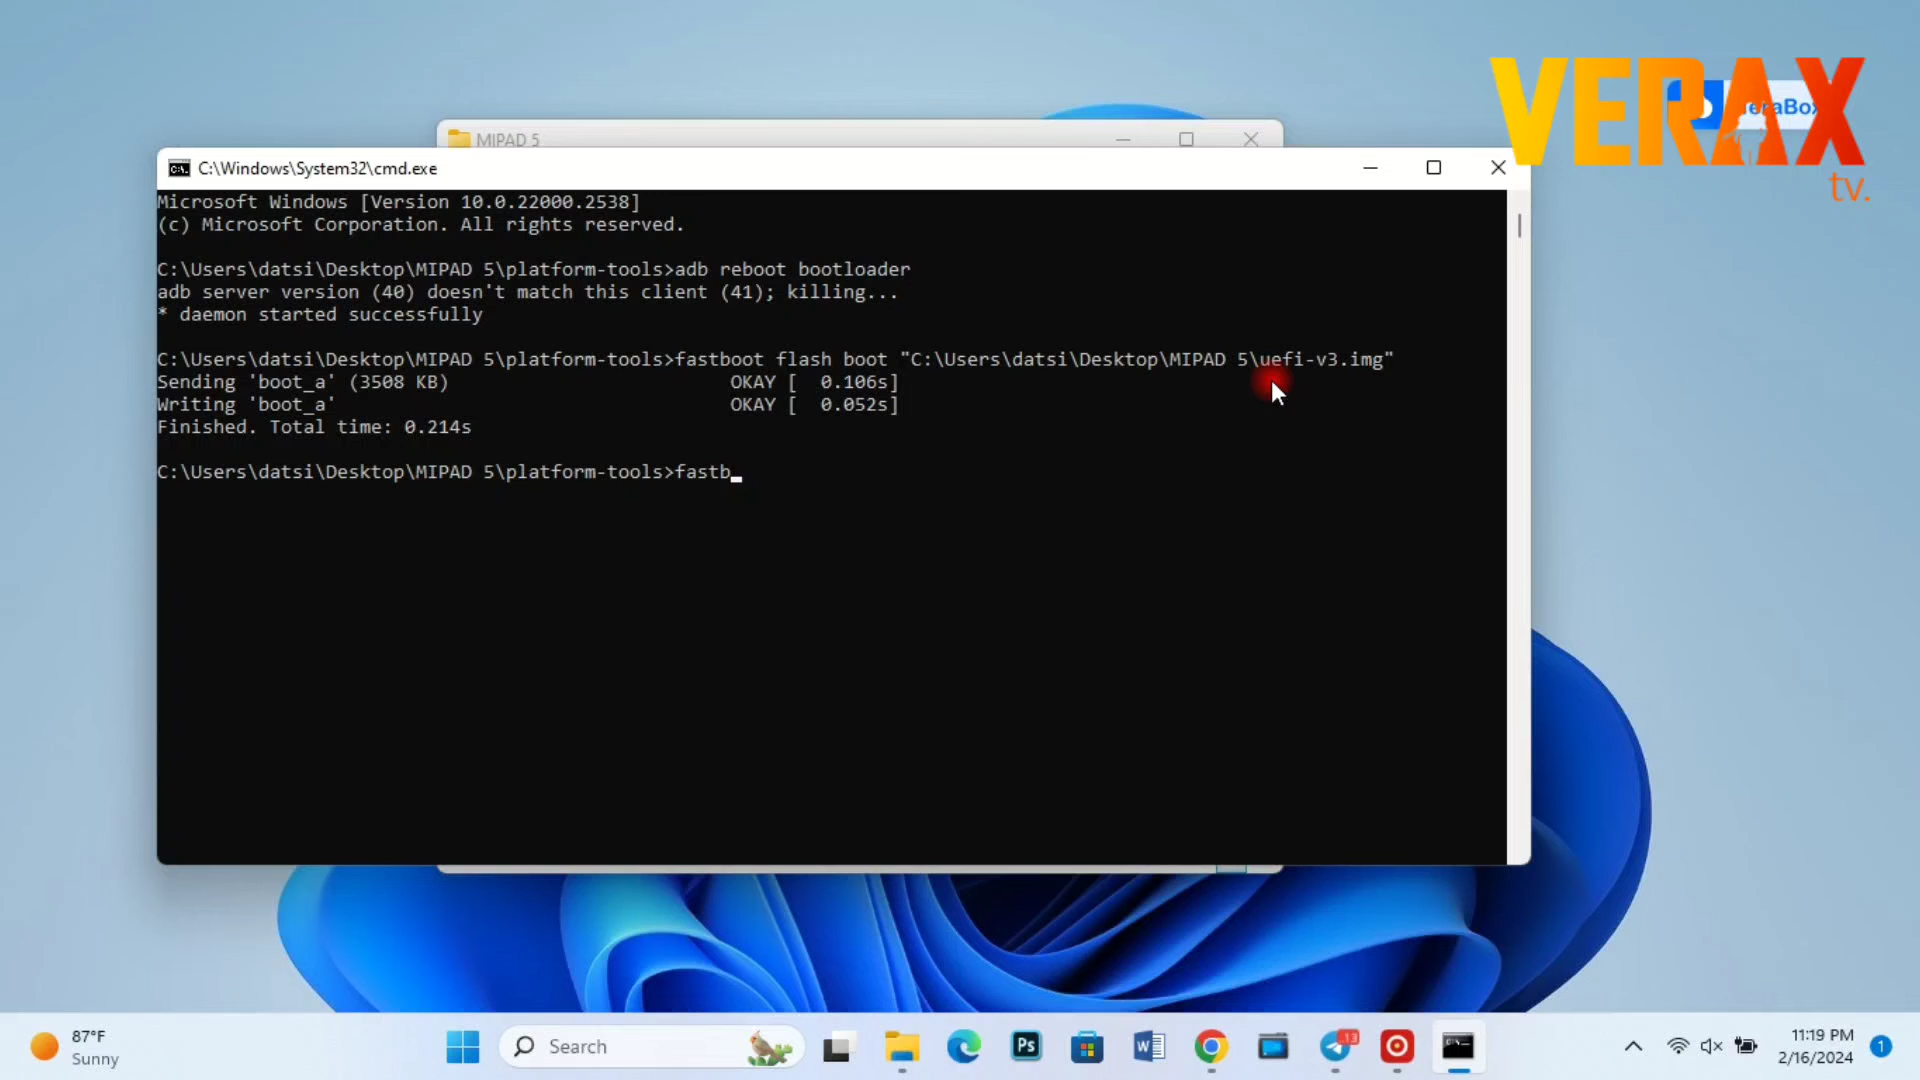 VERAX
tv.
MIPAD 5
C:\Windows\System32\cmd.exe
Microsoft Windows [Version 10.0.22000.2538]
(c) Microsoft Corporation. All rights reserved.
C:\Users\datsi\Desktop\MIPAD 5\platform-tools>adb reboot bootloader
adb server version (40) doesn't match this client (41); killing...
* daemon started successfully
C:\Users\datsi\Desktop\MIPAD 5\platform-tools>fastboot flash boot "C:\Users\datsi\Desktop\MIPAD 5\uefi-v3.img"
Sending 'boot_a' (3508 KB) OKAY [ 0.106s]
Writing 'boot_a' OKAY [ 0.052s]
Finished. Total time: 0.214s
C:\Users\datsi\Desktop\MIPAD 5\platform-tools>fastb_
87°F
Sunny
Search
Ps
W
13
11:19 PM
2/16/2024
1